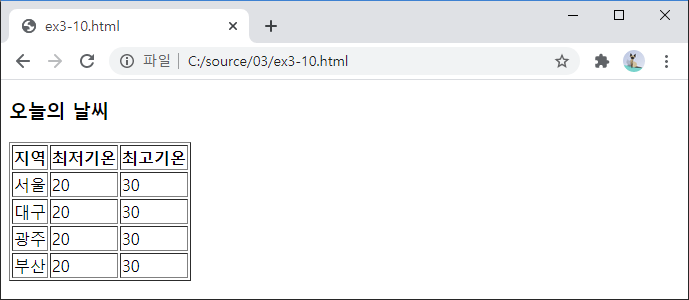 ex3-10.html
파일 C:/source/03/ex3-10.html
오늘의 날씨
지역 최저기온 최고기온
서울 20 30
대구 20 30
광주 20 30
부산 20 30